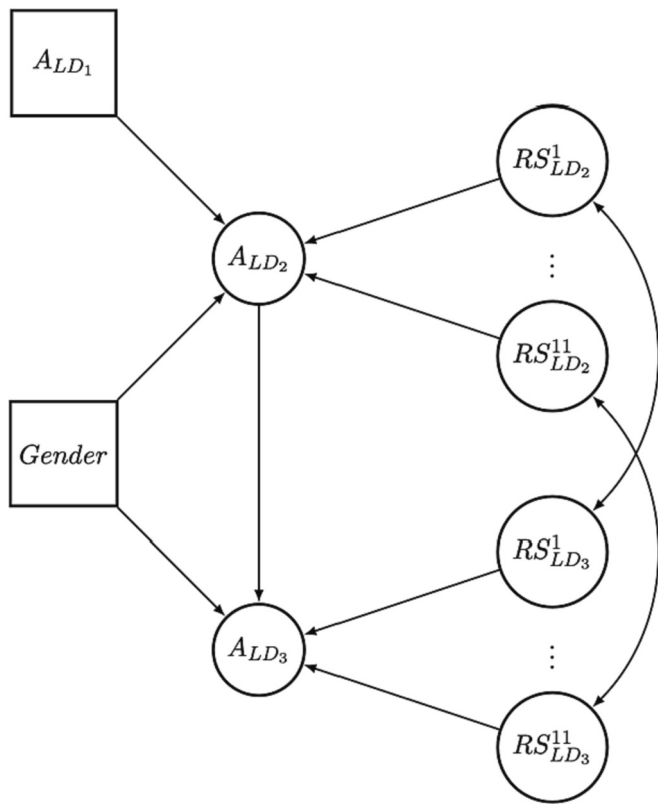 A_{LD_1}
RS^1_{LD_2}
A_{LD_2}
⋮
RS^{11}_{LD_2}
Gender
RS^1_{LD_3}
A_{LD_3}
⋮
RS^{11}_{LD_3}